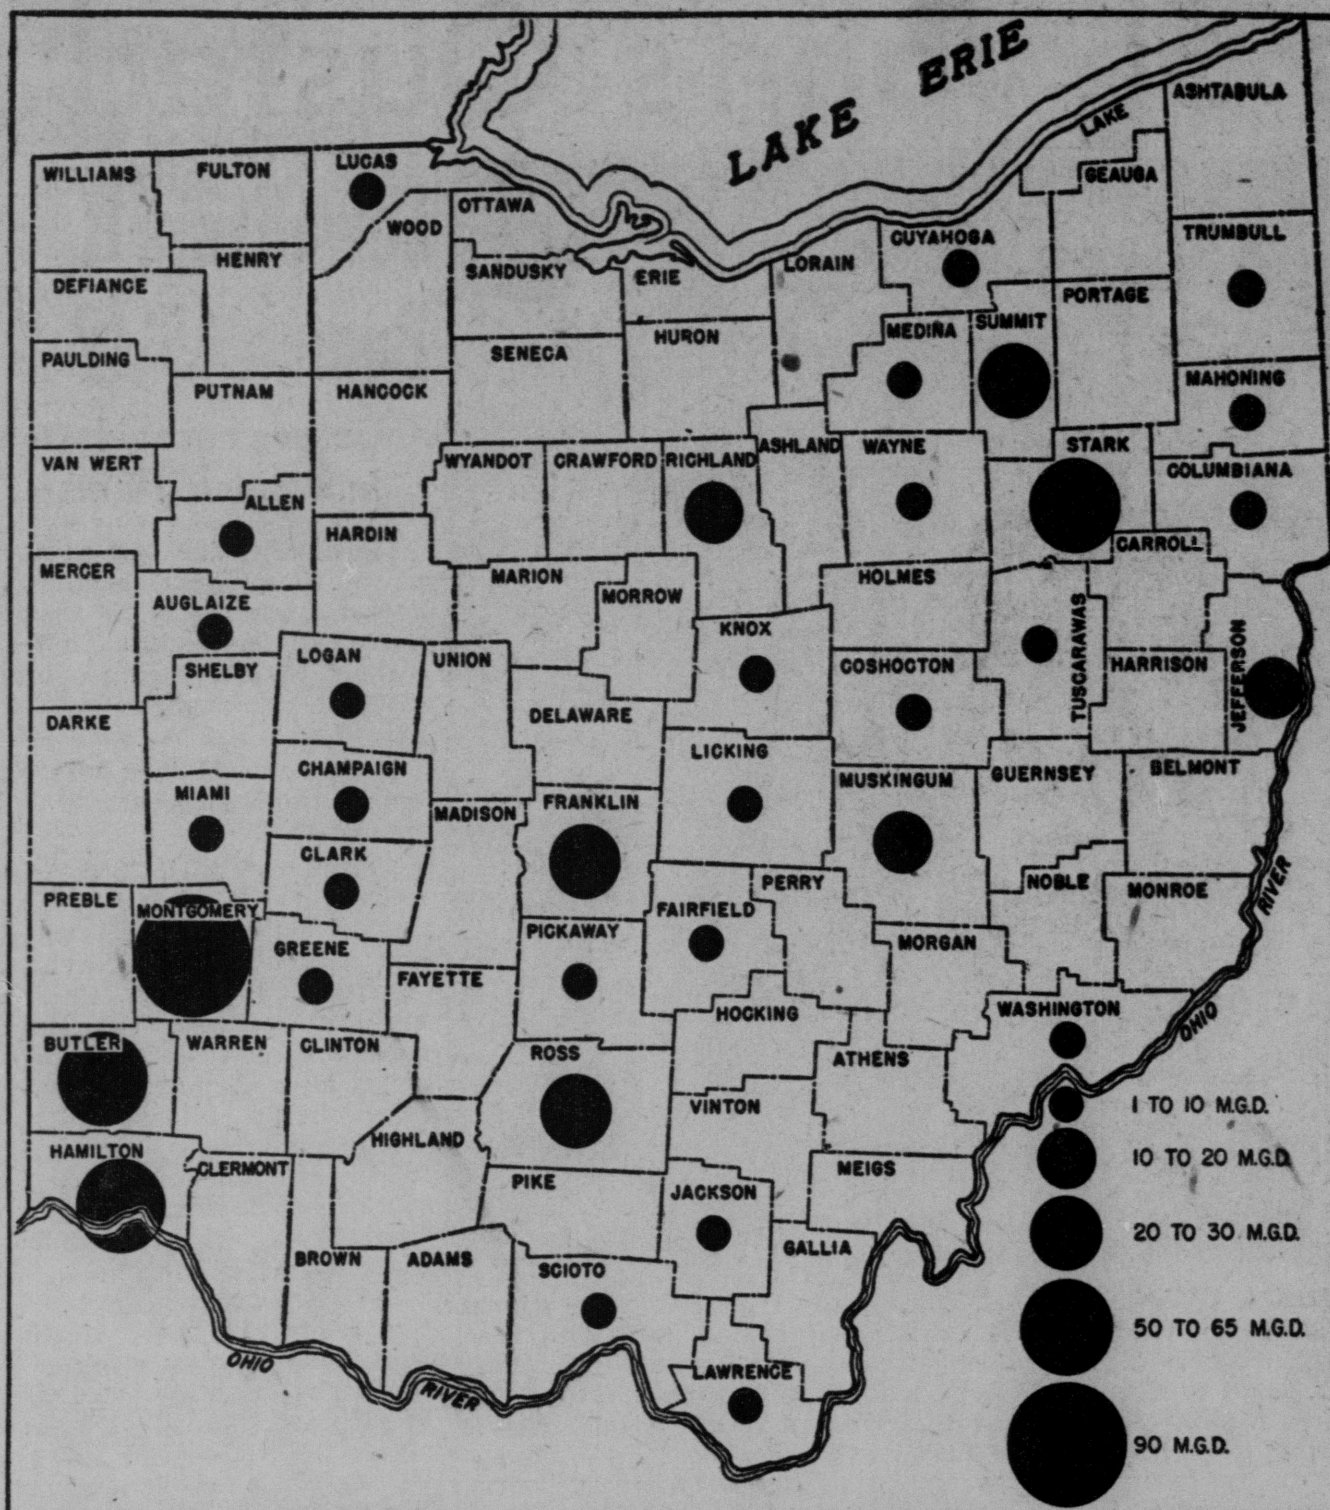 LAKE ERIE
ASHTABULA
LAKE
LUCAS
FULTON
WILLIAMS
GEAUGA
OTTAWA
WOOD
CUYAHOGA
TRUMBULL
HENRY
SANDUSKY
ERIE
LORAIN
DEFIANCE
PORTAGE
MEDINA
SUMMIT
HURON
SENECA
PAULDING
MAHONING
PUTNAM
HANCOCK
VAN WERT
WYANDOT
CRAWFORD
RICHLAND
ASHLAND
WAYNE
STARK
COLUMBIANA
ALLEN
HARDIN
CARROLL
MERCER
MARION
HOLMES
AUGLAIZE
MORROW
KNOX
TUSCARAWAS
JEFFERSON
LOGAN
UNION
SHELBY
COSHOCTON
HARRISON
DARKE
DELAWARE
LICKING
CHAMPAIGN
MUSKINGUM
GUERNSEY
BELMONT
MIAMI
MADISON
FRANKLIN
CLARK
PERRY
NOBLE
MONROE
PREBLE
MONTGOMERY
FAIRFIELD
RIVER
GREENE
PICKAWAY
MORGAN
FAYETTE
HOCKING
WASHINGTON
OHIO
BUTLER
WARREN
CLINTON
ROSS
ATHENS
VINTON
1 TO 10 M.G.D.
HIGHLAND
HAMILTON
CLERMONT
MEIGS
10 TO 20 M.G.D.
PIKE
JACKSON
20 TO 30 M.G.D.
BROWN
ADAMS
SCIOTO
GALLIA
50 TO 65 M.G.D.
OHIO
RIVER
LAWRENCE
90 M.G.D.